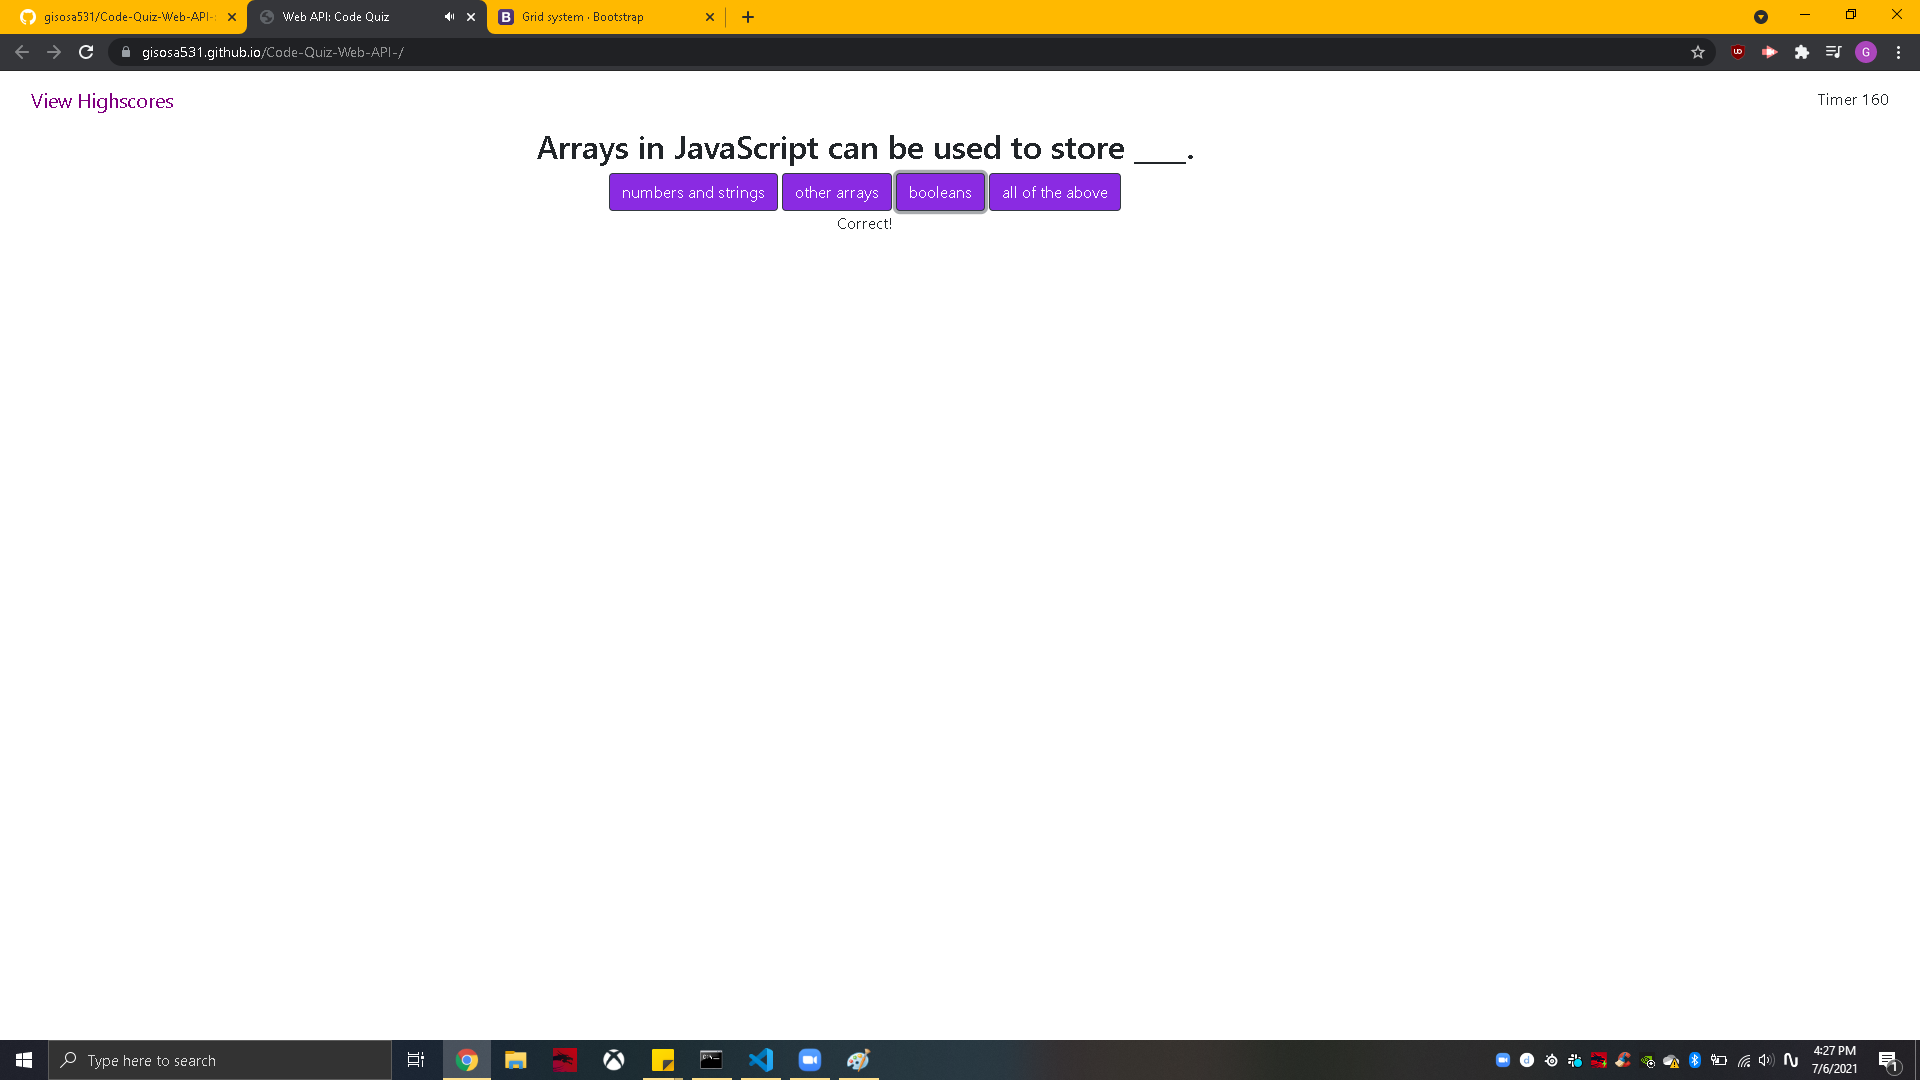 gisosa531/Code-Quiz-Web-API-
Web API: Code Quiz
Grid system · Bootstrap
gisosa531.github.io/Code-Quiz-Web-API-/
G
View Highscores
Timer 160
Arrays in JavaScript can be used to store ____.
numbers and strings
other arrays
booleans
all of the above
Correct!
Type here to search
4:27 PM
7/6/2021
1